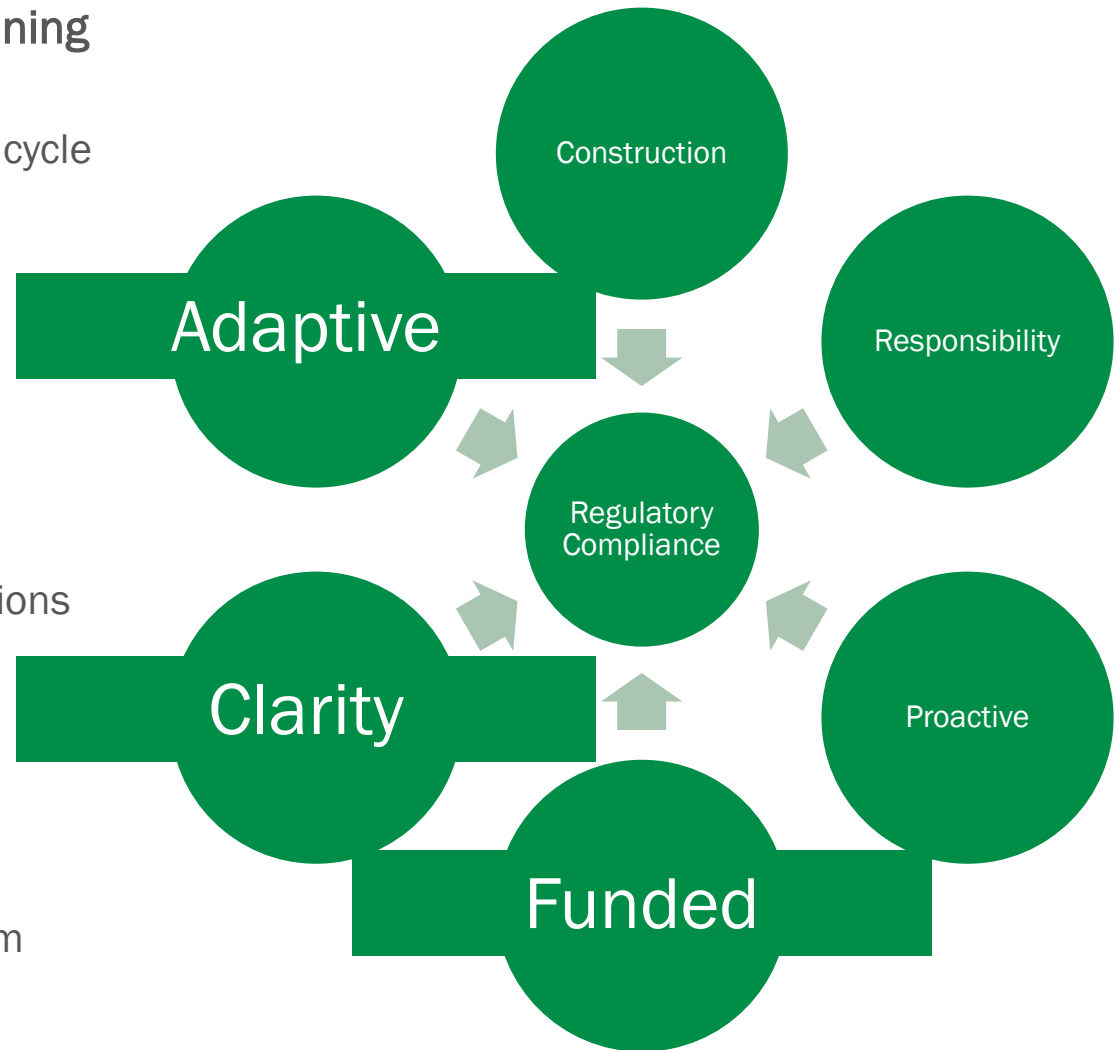 ning
cycle
Construction
Adaptive
Responsibility
Regulatory
Compliance
ions
Clarity
Proactive
Funded
m